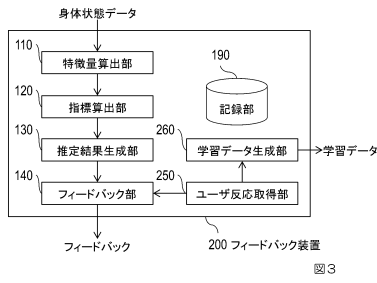 身体状態データ
110
特徴量算出部
120
指標算出部
130
推定結果生成部
140
フィードバック部
190
記録部
260
学習データ生成部
学習データ
250
ユーザ反応取得部
フィードバック
200 フィードバック装置
図3